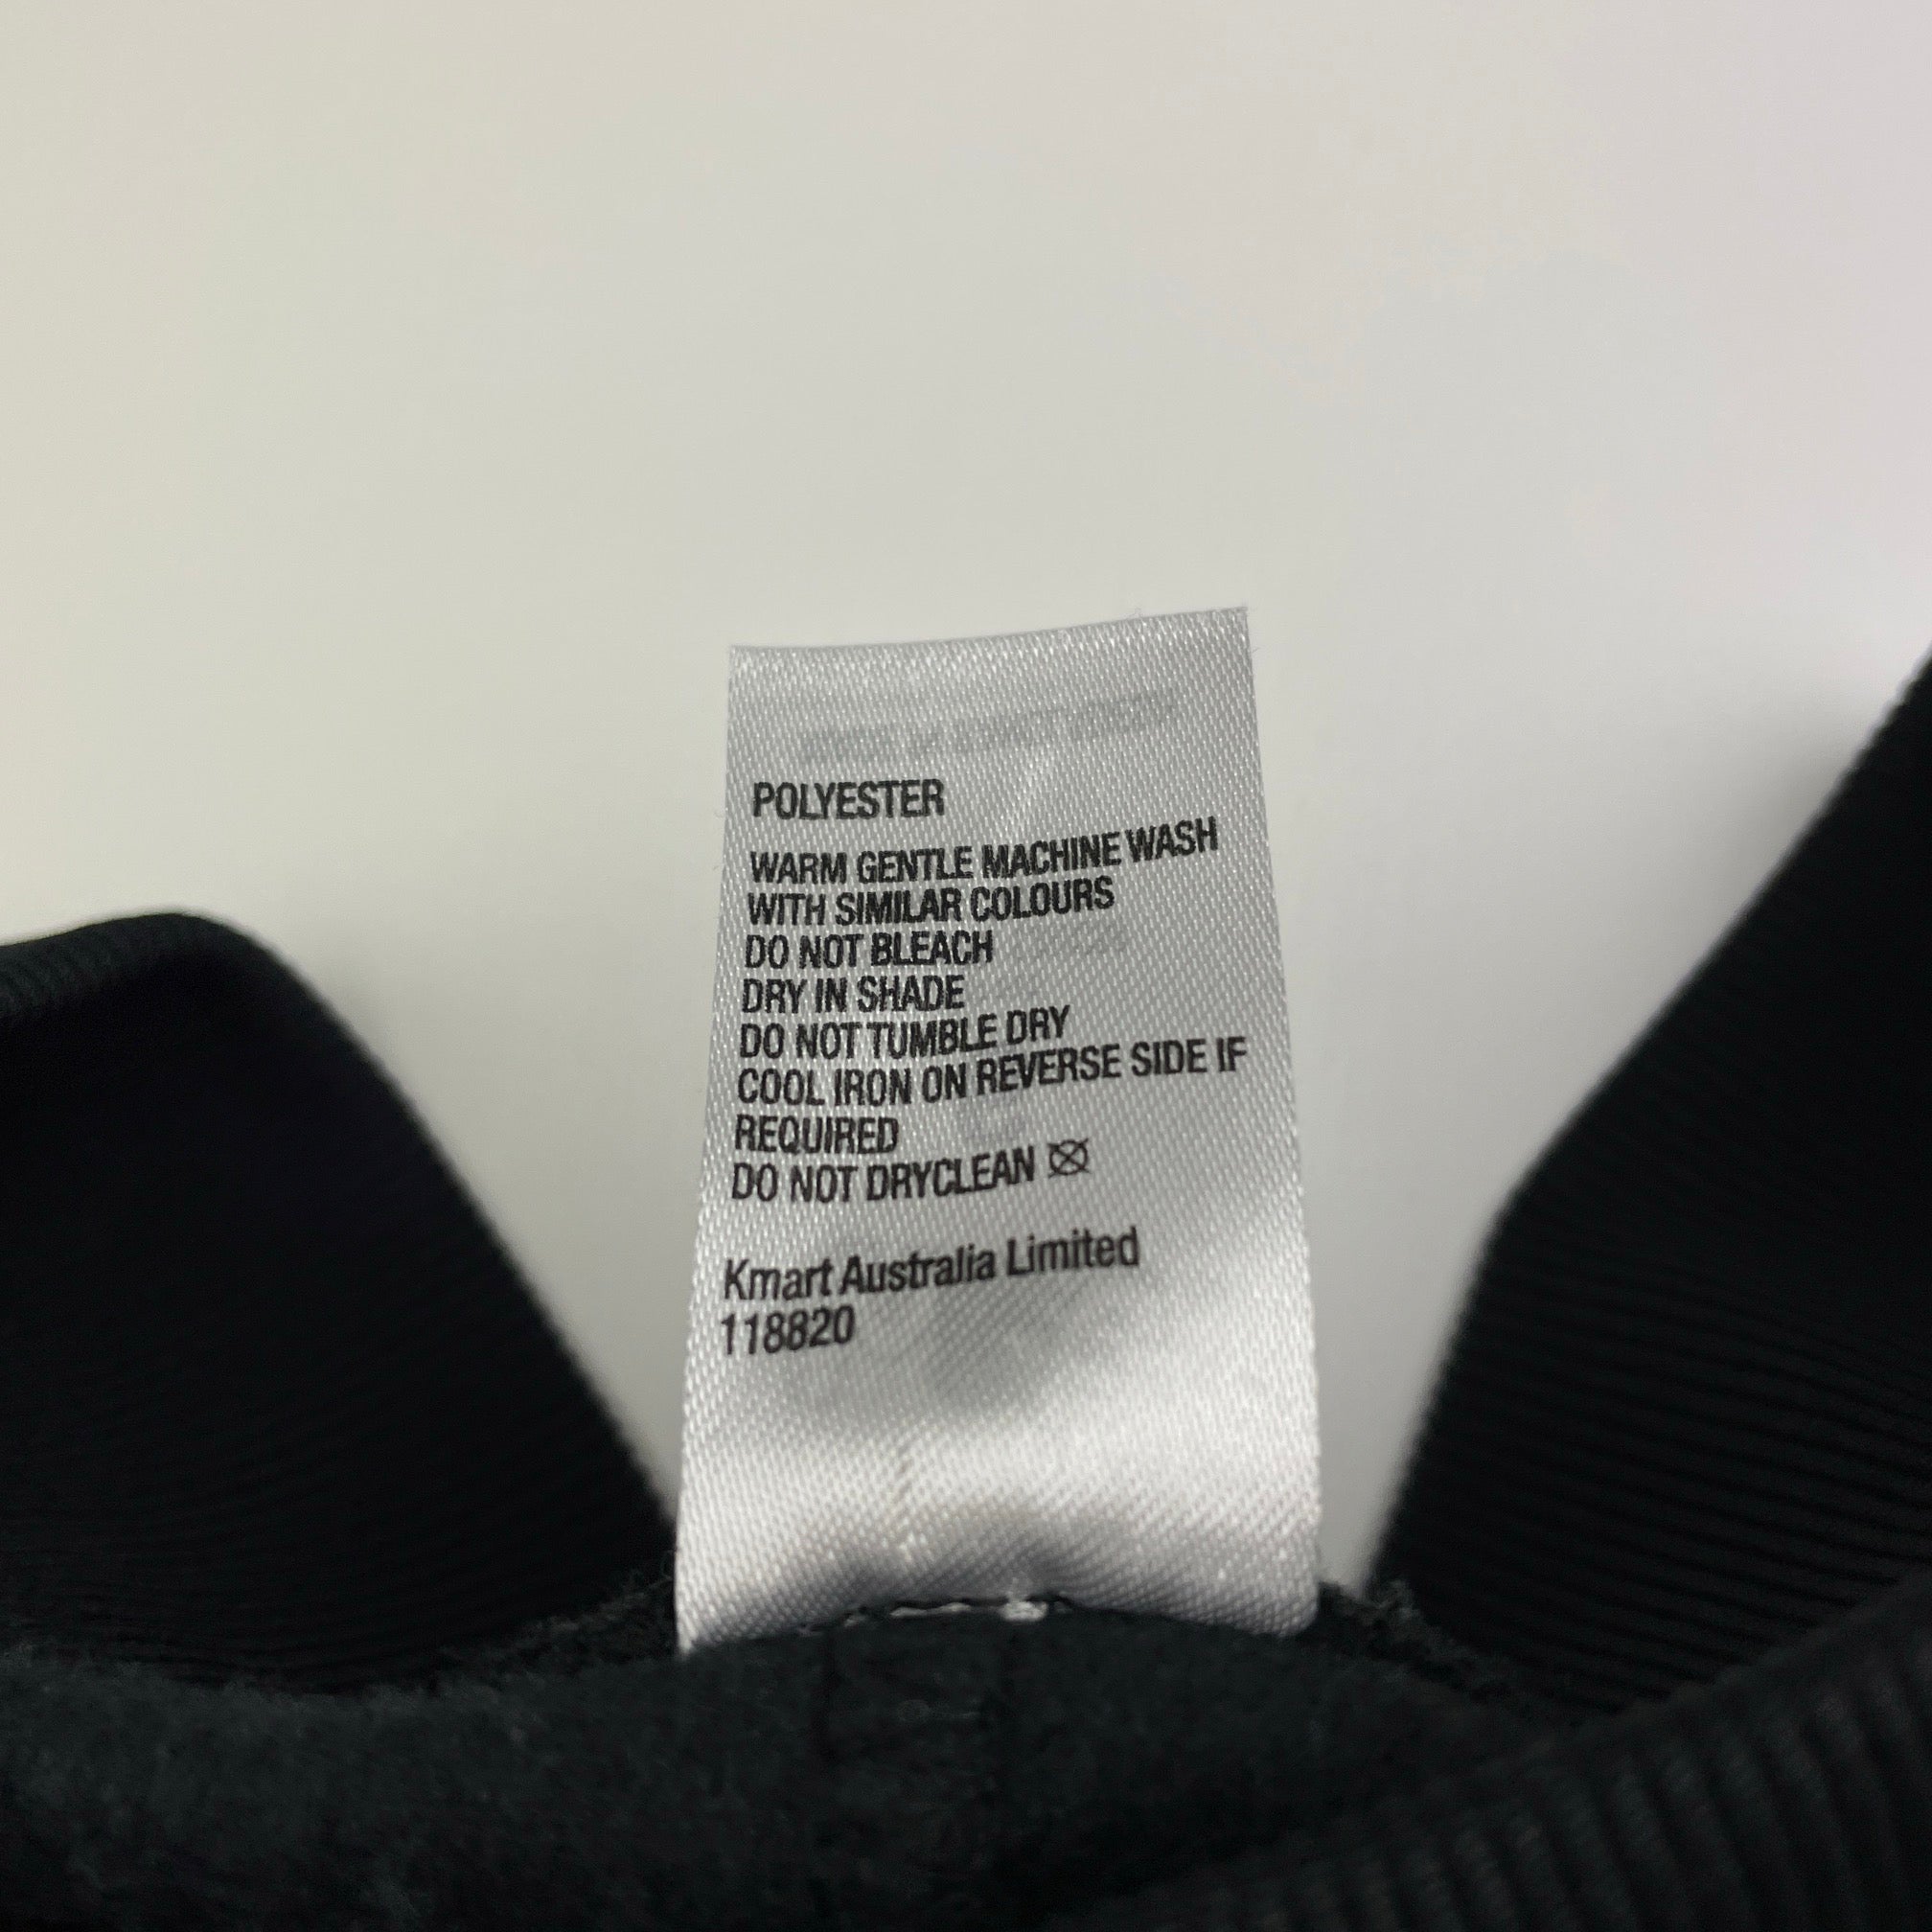 POLYESTER
WARM GENTLE MACHINE WASH
WITH SIMILAR COLOURS
DO NOT BLEACH
DRY IN SHADE
DO NOT TUMBLE DRY
COOL IRON ON REVERSE SIDE IF
REQUIRED
DO NOT DRYCLEAN
Kmart Australia Limited
118820